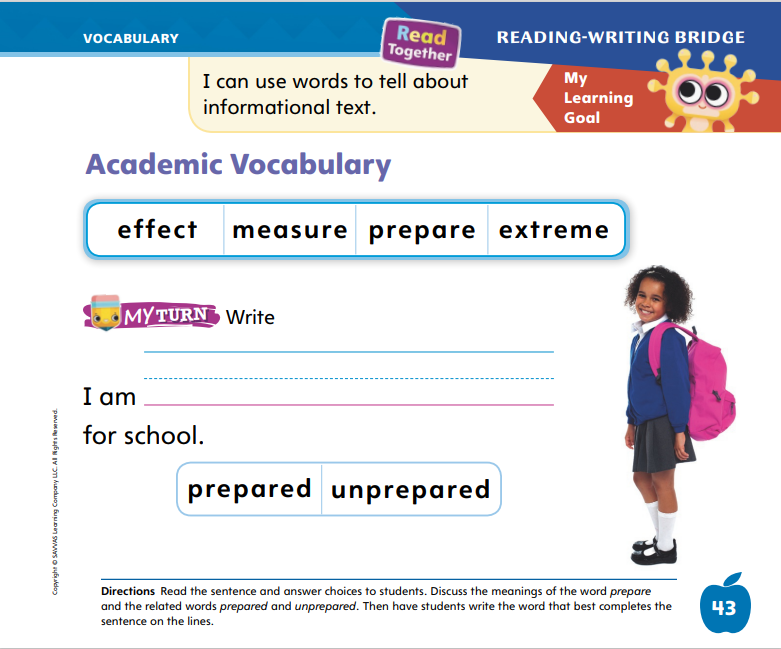 VOCABULARY
Read
Together
READING-WRITING BRIDGE
I can use words to tell about
informational text.
My
Learning
Goal
Academic Vocabulary
effect measure prepare extreme
MY TURN Write
I am
for school.
prepared unprepared
Copyright © SAVVAS Learning Company LLC. All Rights Reserved.
Directions Read the sentence and answer choices to students. Discuss the meanings of the word prepare
and the related words prepared and unprepared. Then have students write the word that best completes the
sentence on the lines.
43